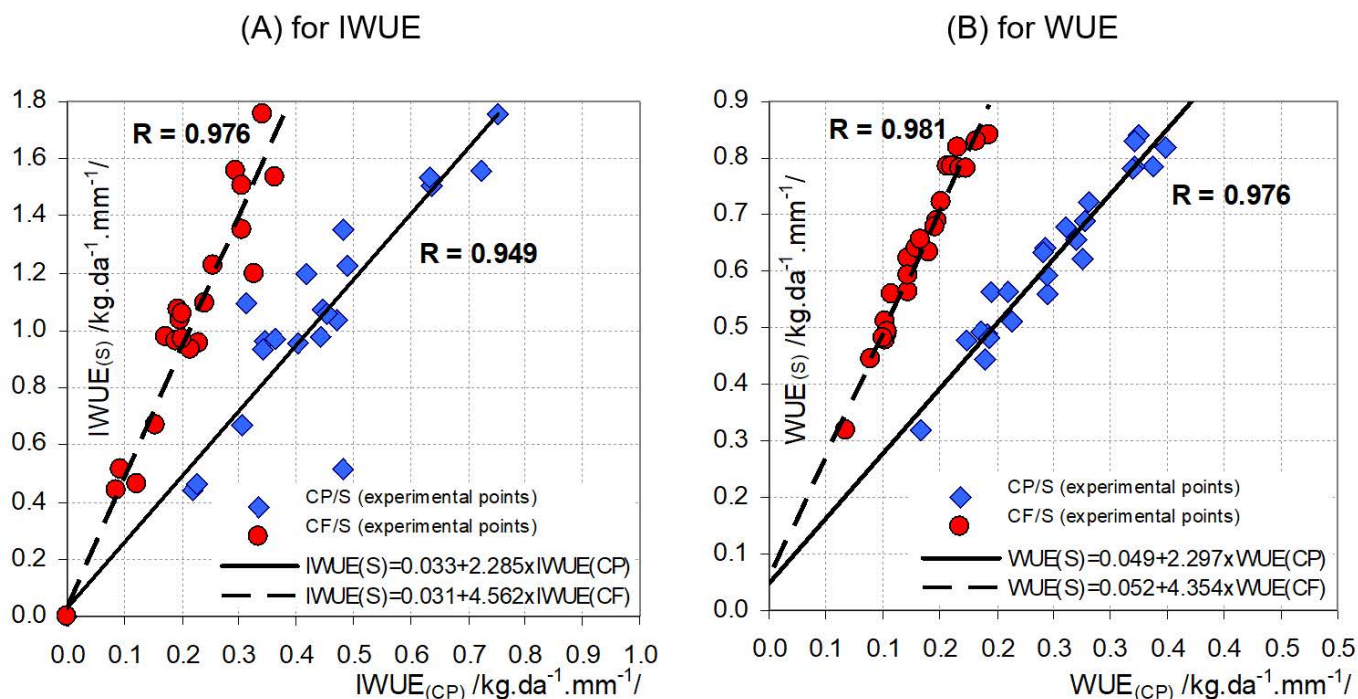 (A) for IWUE
1.8
1.6
1.4
1.2
1.0
0.8
0.6
0.4
0.2
0.0
IWUE(S) /kg.da-1.mm-1/
R = 0.976
R = 0.949
CP/S (experimental points)
CF/S (experimental points)
IWUE(S)=0.033+2.285xIWUE(CP)
IWUE(S)=0.031+4.562xIWUE(CF)
0.0 0.1 0.2 0.3 0.4 0.5 0.6 0.7 0.8 0.9 1.0
IWUE(CP) /kg.da-1.mm-1/
(B) for WUE
0.9
0.8
0.7
0.6
0.5
0.4
0.3
0.2
0.1
0.0
WUE(S) /kg.da-1.mm-1/
R = 0.981
R = 0.976
CP/S (experimental points)
CF/S (experimental points)
WUE(S)=0.049+2.297xWUE(CP)
WUE(S)=0.052+4.354xWUE(CF)
0.0 0.1 0.1 0.2 0.2 0.3 0.3 0.4 0.4 0.5 0.5
WUE(CP) /kg.da-1.mm-1/